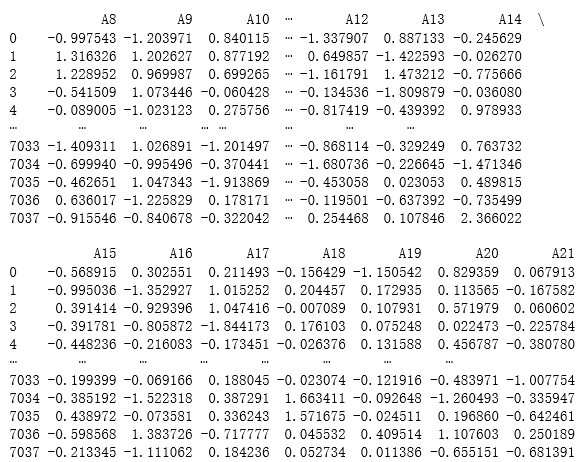 A8 A9 A10 … A12 A13 A14 \
0 -0.997543 -1.203971 0.840115 … -1.337907 0.887133 -0.245629
1 1.316326 1.202627 0.877192 … 0.649857 -1.422593 -0.026270
2 1.228952 0.969987 0.699265 … -1.161791 1.473212 -0.775666
3 -0.541509 1.073446 -0.060428 … -0.134536 -1.809879 -0.036080
4 -0.089005 -1.023123 0.275756 … -0.817419 -0.439392 0.978933
… … … … … … … …
7033 -1.409311 1.026891 -1.201497 … -0.868114 -0.329249 0.763732
7034 -0.699940 -0.995496 -0.370441 … -1.680736 -0.226645 -1.471346
7035 -0.462651 1.047343 -1.913869 … -0.453058 0.023053 0.489815
7036 0.636017 -1.225829 0.178171 … -0.119501 -0.637392 -0.735499
7037 -0.915546 -0.840678 -0.322042 … 0.254468 0.107846 2.366022
A15 A16 A17 A18 A19 A20 A21
0 -0.568915 0.302551 0.211493 -0.156429 -1.150542 0.829359 0.067913
1 -0.995036 -1.352927 1.015252 0.204457 0.172935 0.113565 -0.167582
2 0.391414 -0.929396 1.047416 -0.007089 0.107931 0.571979 0.060602
3 -0.391781 -0.805872 -1.844173 0.176103 0.075248 0.022473 -0.225784
4 -0.448236 -0.216083 -0.173451 -0.026376 0.131588 0.456787 -0.380780
… … … … … … …
7033 -0.199399 -0.069166 0.188045 -0.023074 -0.121916 -0.483971 -1.007754
7034 -0.385192 -1.522318 0.387291 1.663411 -0.092648 -1.260493 -0.335947
7035 0.438972 -0.073581 0.336243 1.571675 -0.024511 0.196860 -0.642461
7036 -0.598568 1.383726 -0.717777 0.045532 0.409514 1.107603 0.250189
7037 -0.213345 -1.111062 0.184236 0.052734 0.011386 -0.655151 -0.681391